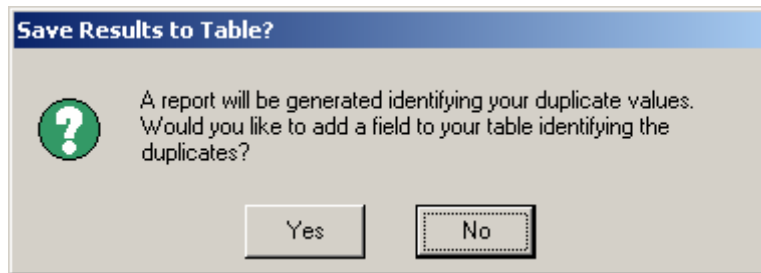 Save Results to Table?
A report will be generated identifying your duplicate values.
Would you like to add a field to your table identifying the
duplicates?
Yes
No